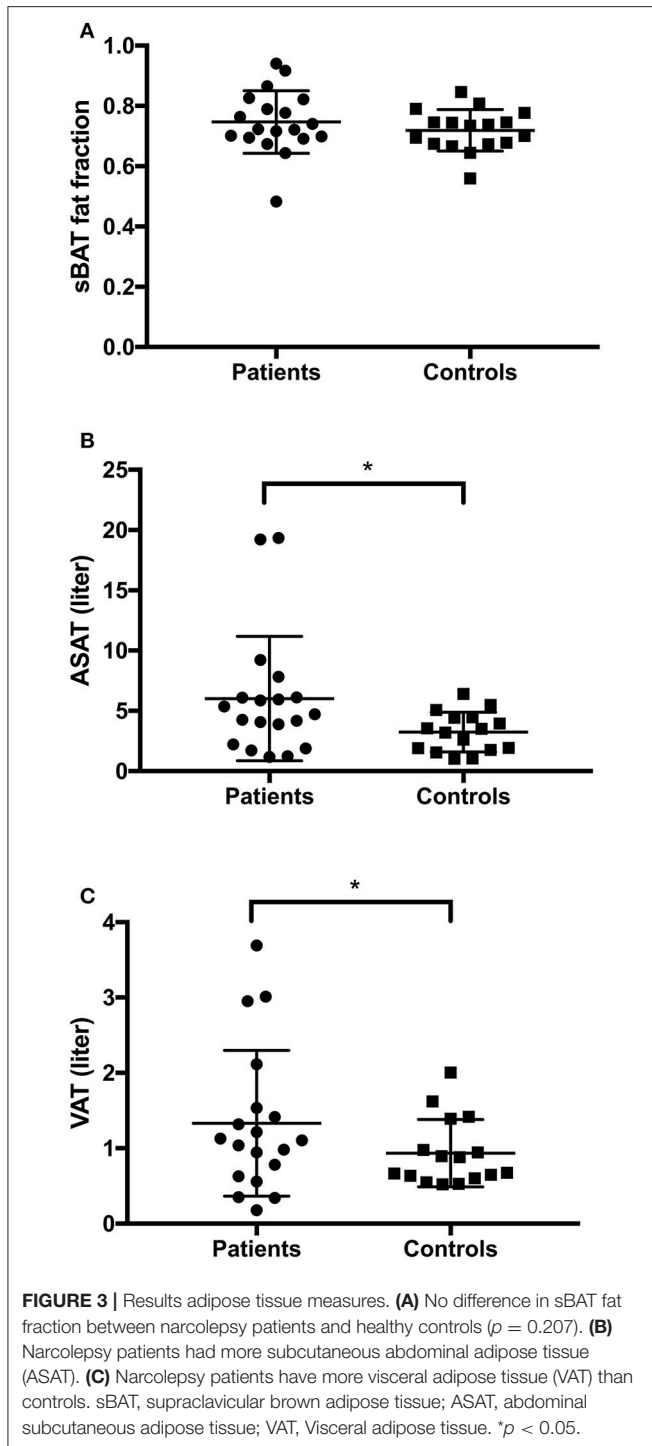 A
1.0
0.8
0.6
0.4
0.2
0.0
sBAT fat fraction
Patients Controls
B
*
25
20
15
10
5
0
ASAT (liter)
Patients Controls
C
*
4
3
2
1
0
VAT (liter)
Patients Controls
FIGURE 3 | Results adipose tissue measures. (A) No difference in sBAT fat
fraction between narcolepsy patients and healthy controls (p = 0.207). (B)
Narcolepsy patients had more subcutaneous abdominal adipose tissue
(ASAT). (C) Narcolepsy patients have more visceral adipose tissue (VAT) than
controls. sBAT, supraclavicular brown adipose tissue; ASAT, abdominal
subcutaneous adipose tissue; VAT, Visceral adipose tissue. *p < 0.05.